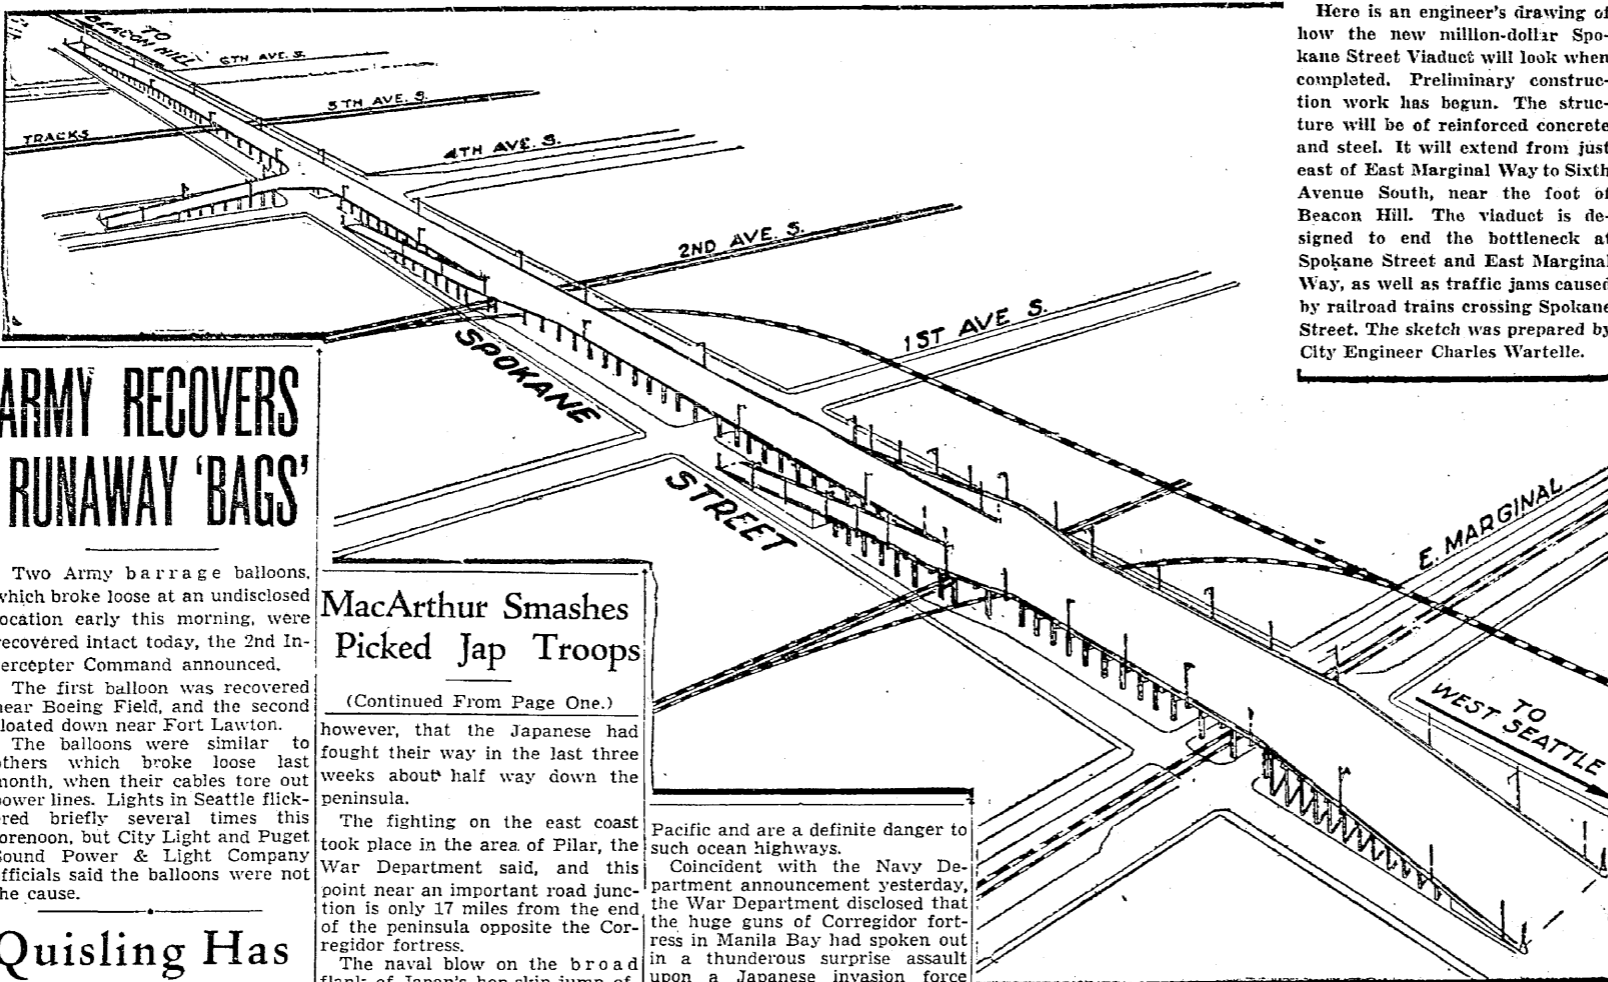 TO
BEACON HILL
6TH AVE. S.
5TH AVE. S.
TRACKS
4TH AVE. S.
2ND AVE. S.
1ST AVE S.
SPOKANE
STREET
E. MARGINAL
TO
WEST SEATTLE
Here is an engineer's drawing of
how the new million-dollar Spo-
kane Street Viaduct will look when
completed. Preliminary construc-
tion work has begun. The struc-
ture will be of reinforced concrete
and steel. It will extend from just
east of East Marginal Way to Sixth
Avenue South, near the foot of
Beacon Hill. The viaduct is de-
signed to end the bottleneck at
Spokane Street and East Marginal
Way, as well as traffic jams caused
by railroad trains crossing Spokane
Street. The sketch was prepared by
City Engineer Charles Wartelle.
ARMY RECOVERS
RUNAWAY 'BAGS'
Two Army barrage balloons,
which broke loose at an undisclosed
location early this morning, were
recovered intact today, the 2nd In-
tercepter Command announced.
The first balloon was recovered
near Boeing Field, and the second
floated down near Fort Lawton.
The balloons were similar to
others which broke loose last
month, when their cables tore out
power lines. Lights in Seattle flick-
ered briefly several times this
forenoon, but City Light and Puget
Sound Power & Light Company
officials said the balloons were not
the cause.
Quisling Has
MacArthur Smashes
Picked Jap Troops
(Continued From Page One.)
however, that the Japanese had
fought their way in the last three
weeks about half way down the
peninsula.
The fighting on the east coast
took place in the area of Pilar, the
War Department said, and this
point near an important road junc-
tion is only 17 miles from the end
of the peninsula opposite the Cor-
regidor fortress.
The naval blow on the broad
flank of Japan's hop-skip-jump of-
Pacific and are a definite danger to
such ocean highways.
Coincident with the Navy De-
partment announcement yesterday,
the War Department disclosed that
the huge guns of Corregidor fort-
ress in Manila Bay had spoken out
in a thunderous surprise assault
upon a Japanese invasion force